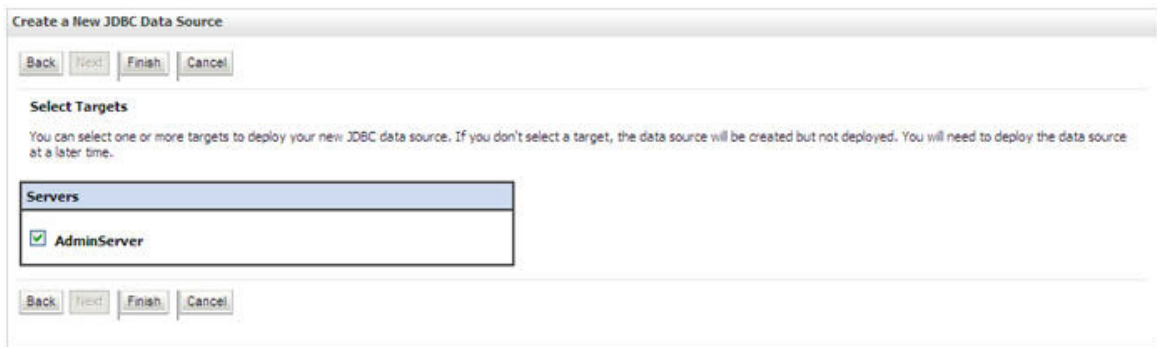 Create a New JDBC Data Source
Back Next Finish Cancel
Select Targets
You can select one or more targets to deploy your new JDBC data source. If you don't select a target, the data source will be created but not deployed. You will need to deploy the data source
at a later time.
Servers
AdminServer
Back Next Finish Cancel